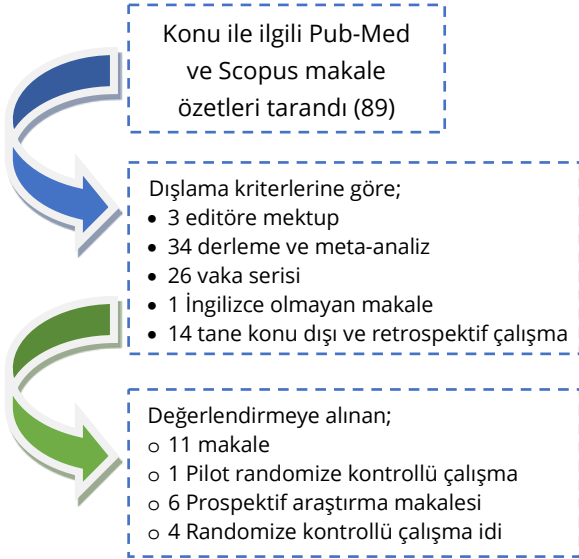 Konu ile ilgili Pub-Med
ve Scopus makale
özetleri tarandı (89)
Dışlama kriterlerine göre;
• 3 editöre mektup
• 34 derleme ve meta-analiz
• 26 vaka serisi
• 1 İngilizce olmayan makale
• 14 tane konu dışı ve retrospektif çalışma
Değerlendirmeye alınan;
o 11 makale
o 1 Pilot randomize kontrollü çalışma
o 6 Prospektif araştırma makalesi
o 4 Randomize kontrollü çalışma idi